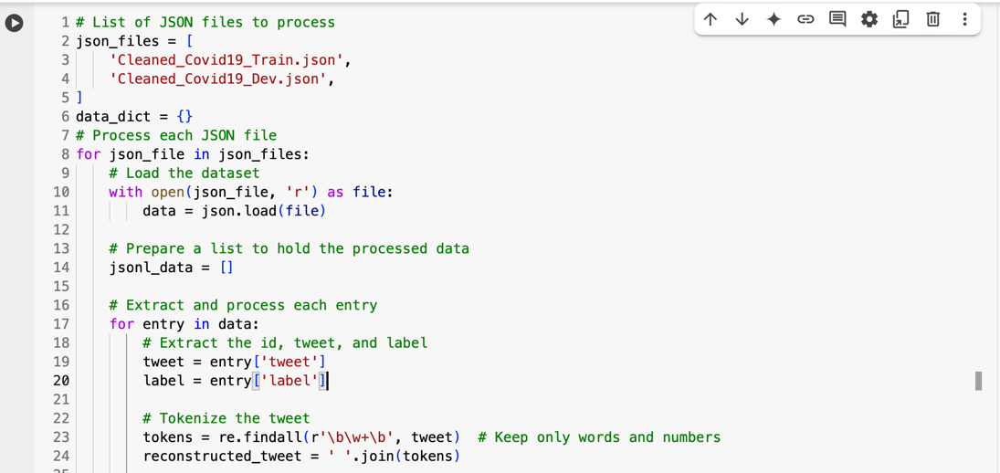 1 # List of JSON files to process
2 json_files = [
3     'Cleaned_Covid19_Train.json',
4     'Cleaned_Covid19_Dev.json',
5 ]
6 data_dict = {}
7 # Process each JSON file
8 for json_file in json_files:
9     # Load the dataset
10     with open(json_file, 'r') as file:
11         data = json.load(file)
12
13     # Prepare a list to hold the processed data
14     jsonl_data = []
15
16     # Extract and process each entry
17     for entry in data:
18         # Extract the id, tweet, and label
19         tweet = entry['tweet']
20         label = entry['label']
21
22         # Tokenize the tweet
23         tokens = re.findall(r'\b\w+\b', tweet)  # Keep only words and numbers
24         reconstructed_tweet = ' '.join(tokens)